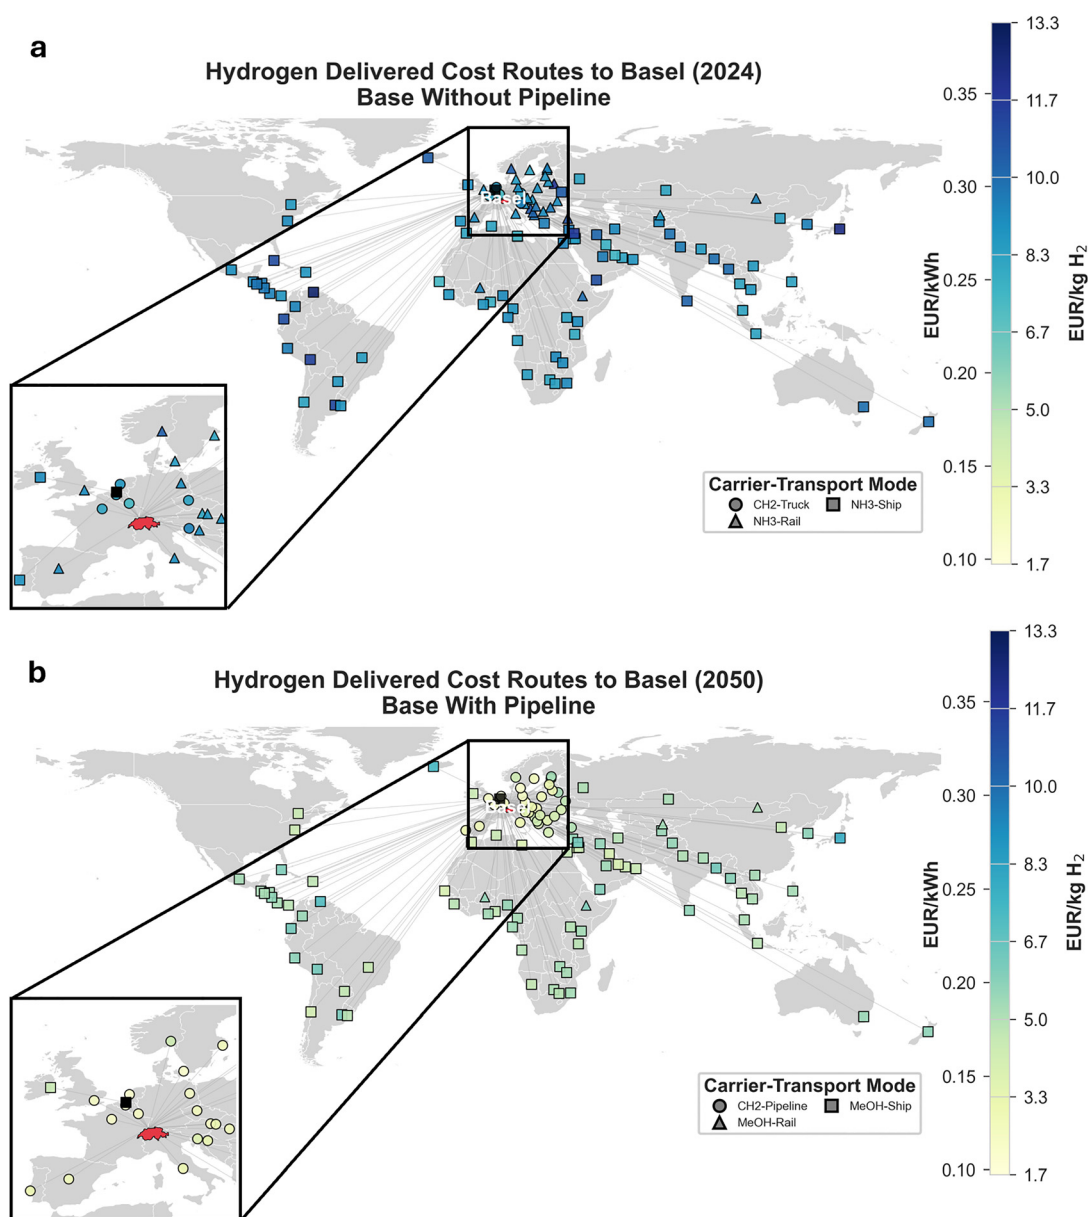 a
Hydrogen Delivered Cost Routes to Basel (2024)
Base Without Pipeline
Basel
Carrier-Transport Mode
CH2-Truck
NH3-Ship
NH3-Rail
EUR/kWh
0.35
0.30
0.25
0.20
0.15
0.10
13.3
11.7
10.0
8.3
6.7
5.0
3.3
1.7
EUR/kg H₂
b
Hydrogen Delivered Cost Routes to Basel (2050)
Base With Pipeline
Basel
Carrier-Transport Mode
CH2-Pipeline
MeOH-Ship
MeOH-Rail
EUR/kWh
0.35
0.30
0.25
0.20
0.15
0.10
13.3
11.7
10.0
8.3
6.7
5.0
3.3
1.7
EUR/kg H₂